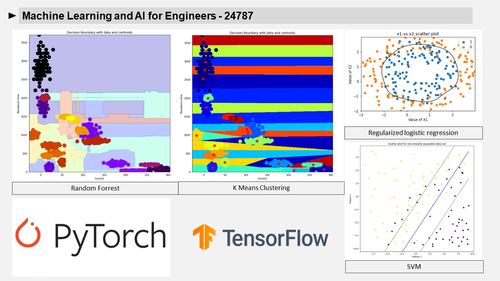 Machine Learning and AI for Engineers - 24787
Decision Boundary with data and centroids
Decision Boundary with data and centroids
x1 vs x2 scatter plot
Value of X2
Value of X1
Regularized logistic regression
Current
Current
Random Forrest
K Means Clustering
PyTorch
TensorFlow
SVM